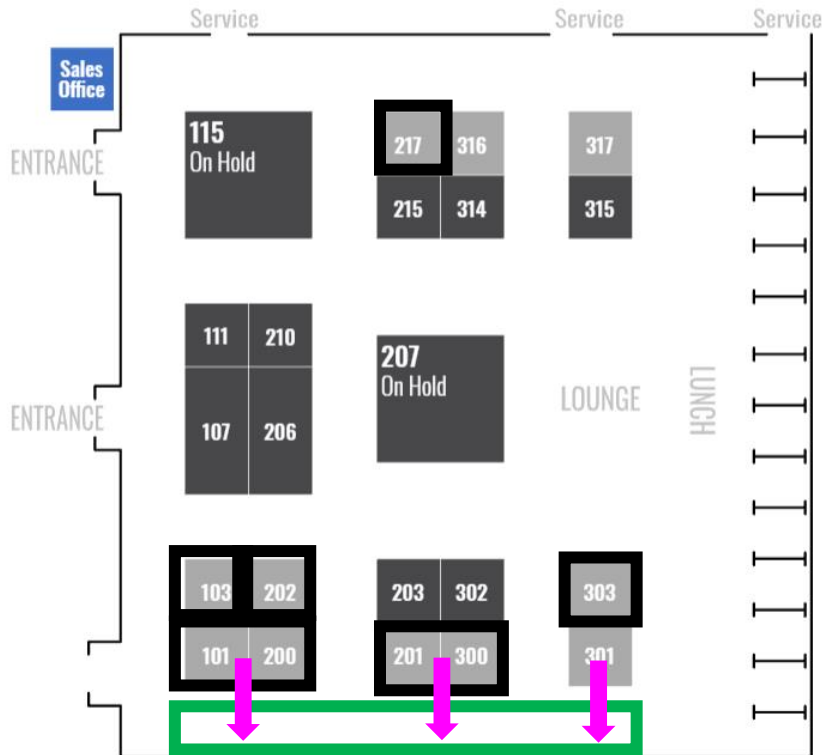 Service
Service
Service
Sales
Office
115
On Hold
217
316
317
ENTRANCE
215
314
315
111
210
207
On Hold
LOUNGE
LUNCH
ENTRANCE
107
206
103
202
203
302
303
101
200
201
300
301